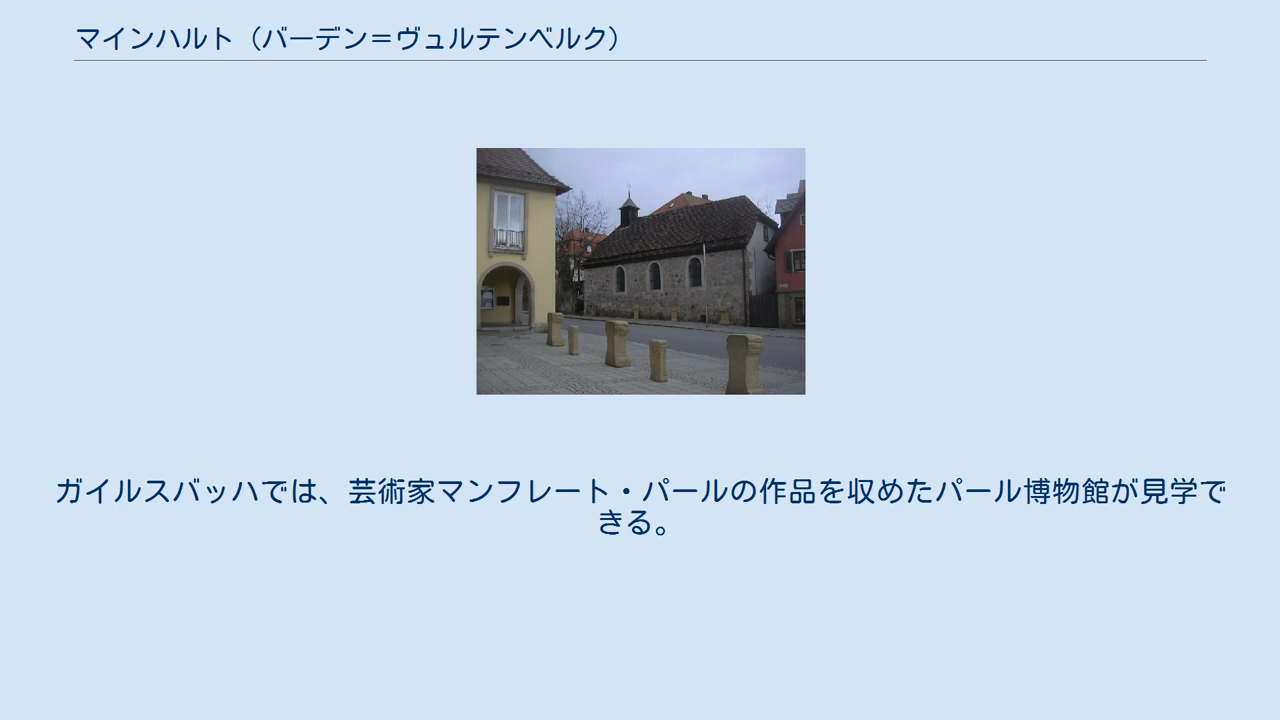 マインハルト（バーデン＝ヴュルテンベルク）
ガイルスバッハでは、芸術家マンフレート・パールの作品を収めたパール博物館が見学で
きる。